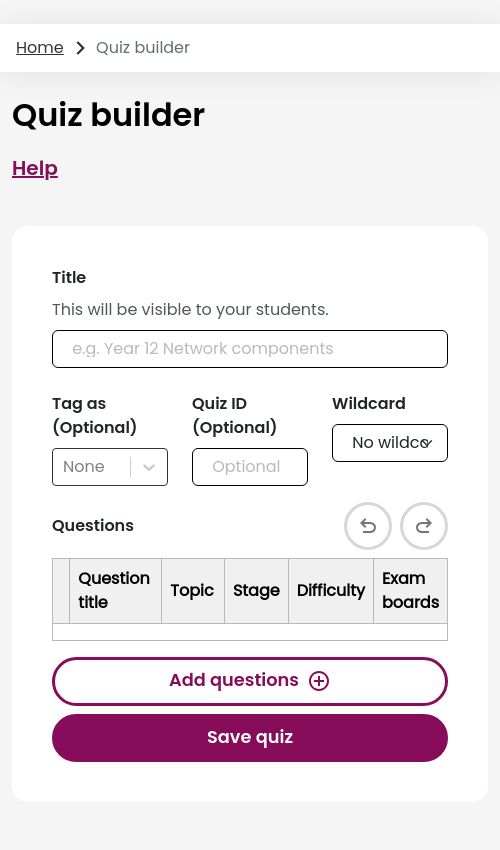 Home Quiz builder
Quiz builder
Help
Title
This will be visible to your students.
e.g. Year 12 Network components
Tag as
(Optional)
Quiz ID
(Optional)
Wildcard
None
Optional
No wildca
Questions
Question
title
Topic
Stage
Difficulty
Exam
boards
Add questions
Save quiz